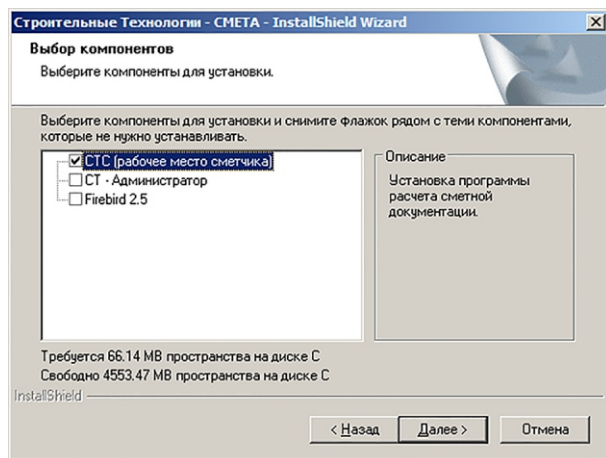 Строительные Технологии - СМЕТА - InstallShield Wizard
Выбор компонентов
Выберите компоненты для установки.
Выберите компоненты для установки и снимите флажок рядом с теми компонентами,
которые не нужно устанавливать.
СТС (рабочее место сметчика)
СТ - Администратор
Firebird 2.5
Описание
Установка программы
расчета сметной
документации.
Требуется 66.14 MB пространства на диске C
Свободно 4553.47 MB пространства на диске C
InstallShield
< Назад
Далее >
Отмена